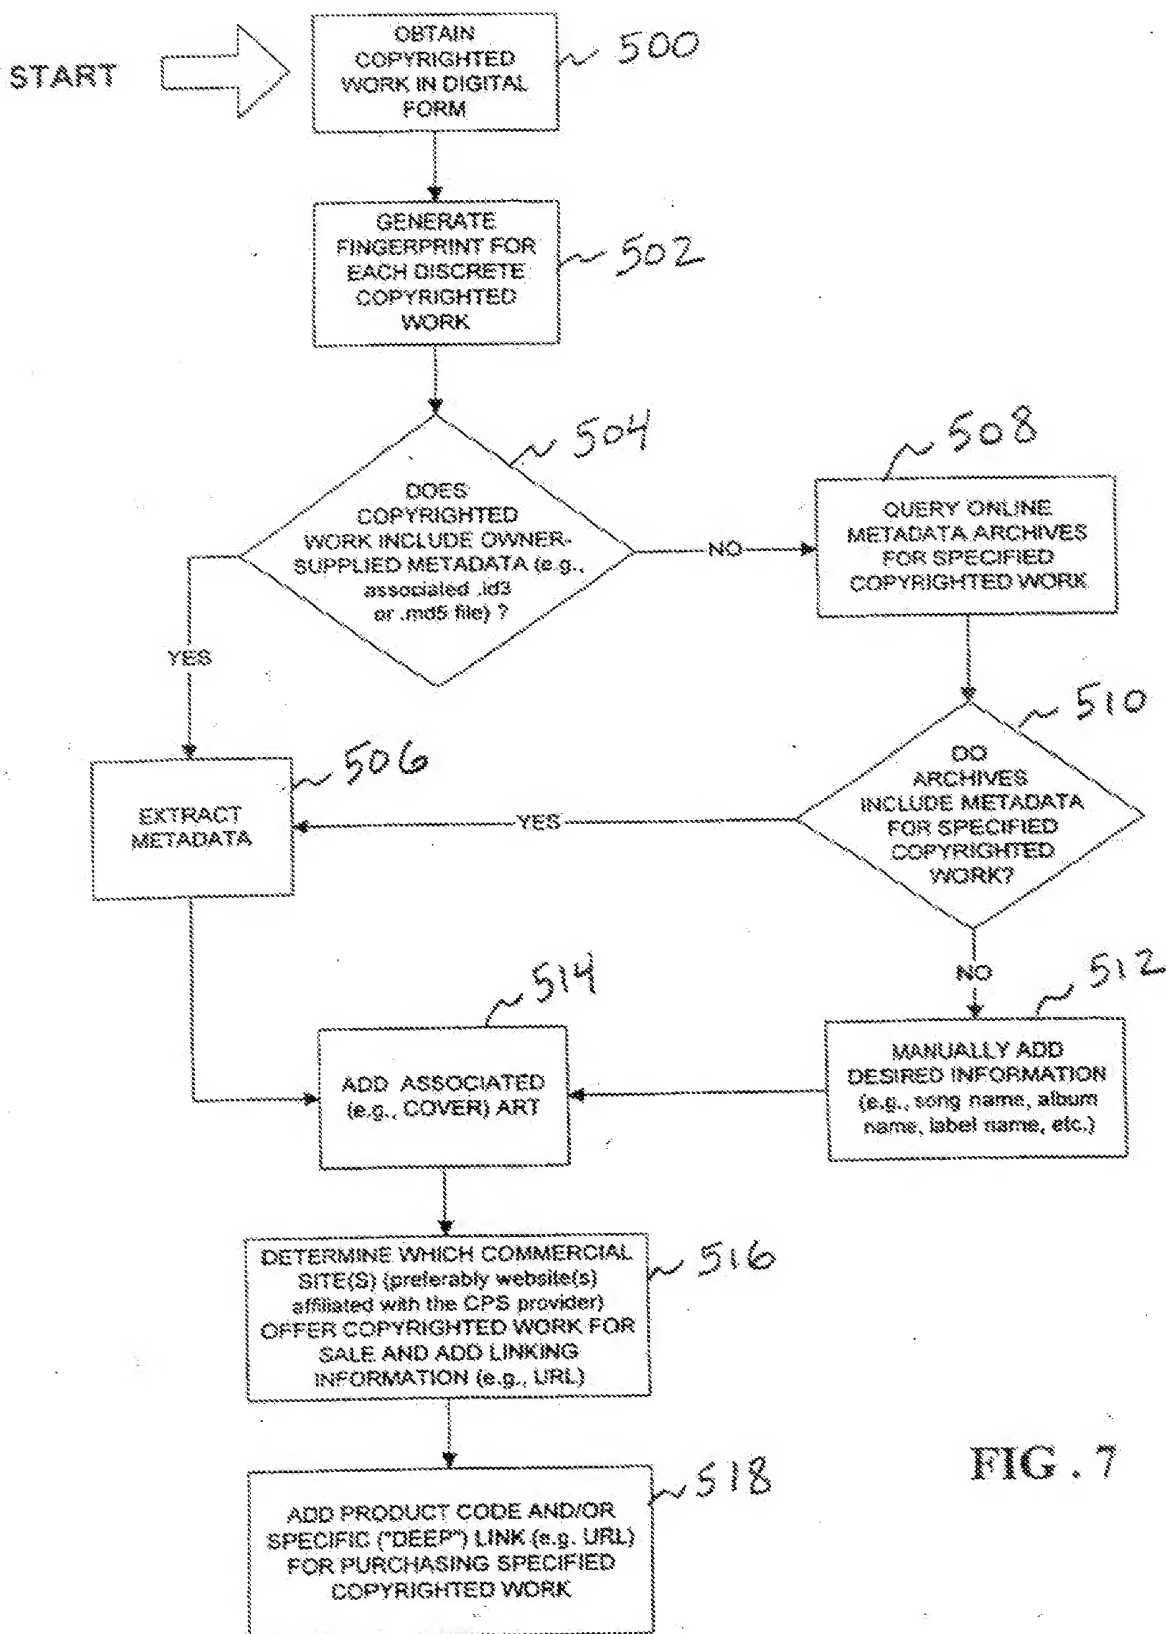 START
OBTAIN
COPYRIGHTED
WORK IN DIGITAL
FORM
500
GENERATE
FINGERPRINT FOR
EACH DISCRETE
COPYRIGHTED
WORK
502
504
DOES
COPYRIGHTED
WORK INCLUDE OWNER-
SUPPLIED METADATA (e.g.,
associated .id3
or .md5 file) ?
NO
508
QUERY ONLINE
METADATA ARCHIVES
FOR SPECIFIED
COPYRIGHTED WORK
YES
506
EXTRACT
METADATA
510
DO
ARCHIVES
INCLUDE METADATA
FOR SPECIFIED
COPYRIGHTED
WORK?
YES
NO
512
MANUALLY ADD
DESIRED INFORMATION
(e.g., song name, album
name, label name, etc.)
514
ADD ASSOCIATED
(e.g., COVER) ART
516
DETERMINE WHICH COMMERCIAL
SITE(S) (preferably website(s)
affiliated with the CPS provider)
OFFER COPYRIGHTED WORK FOR
SALE AND ADD LINKING
INFORMATION (e.g., URL)
518
ADD PRODUCT CODE AND/OR
SPECIFIC ("DEEP") LINK (e.g. URL)
FOR PURCHASING SPECIFIED
COPYRIGHTED WORK
FIG . 7